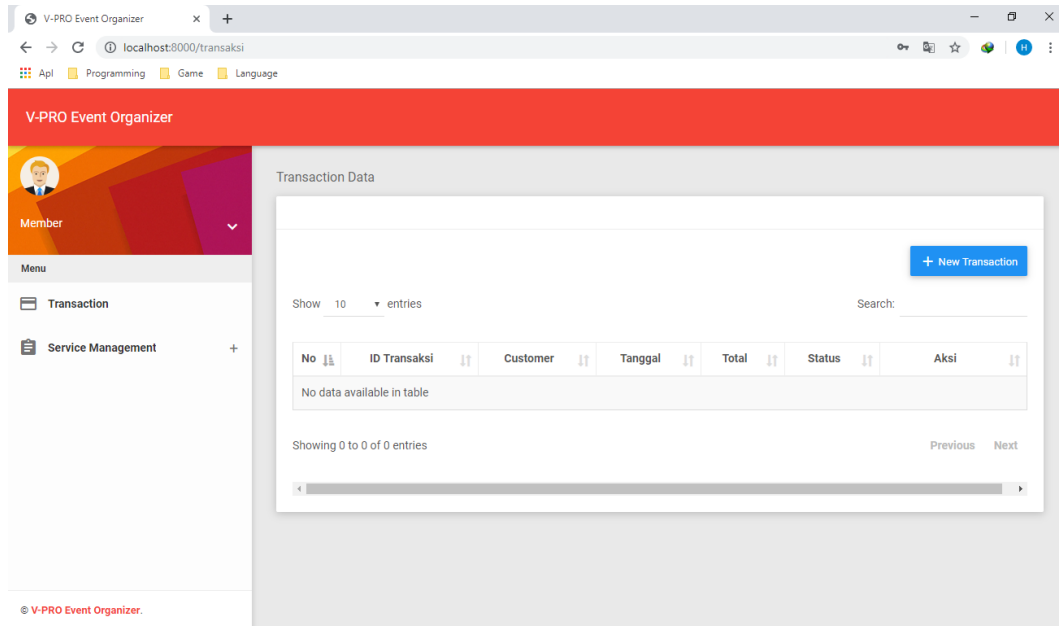 V-PRO Event Organizer
localhost:8000/transaksi
H
Apl Programming Game Language
V-PRO Event Organizer
Member
Menu
Transaction
Service Management
© V-PRO Event Organizer.
Transaction Data
New Transaction
Show 10 entries Search:
No ID Transaksi Customer Tanggal Total Status Aksi
No data available in table
Showing 0 to 0 of 0 entries Previous Next